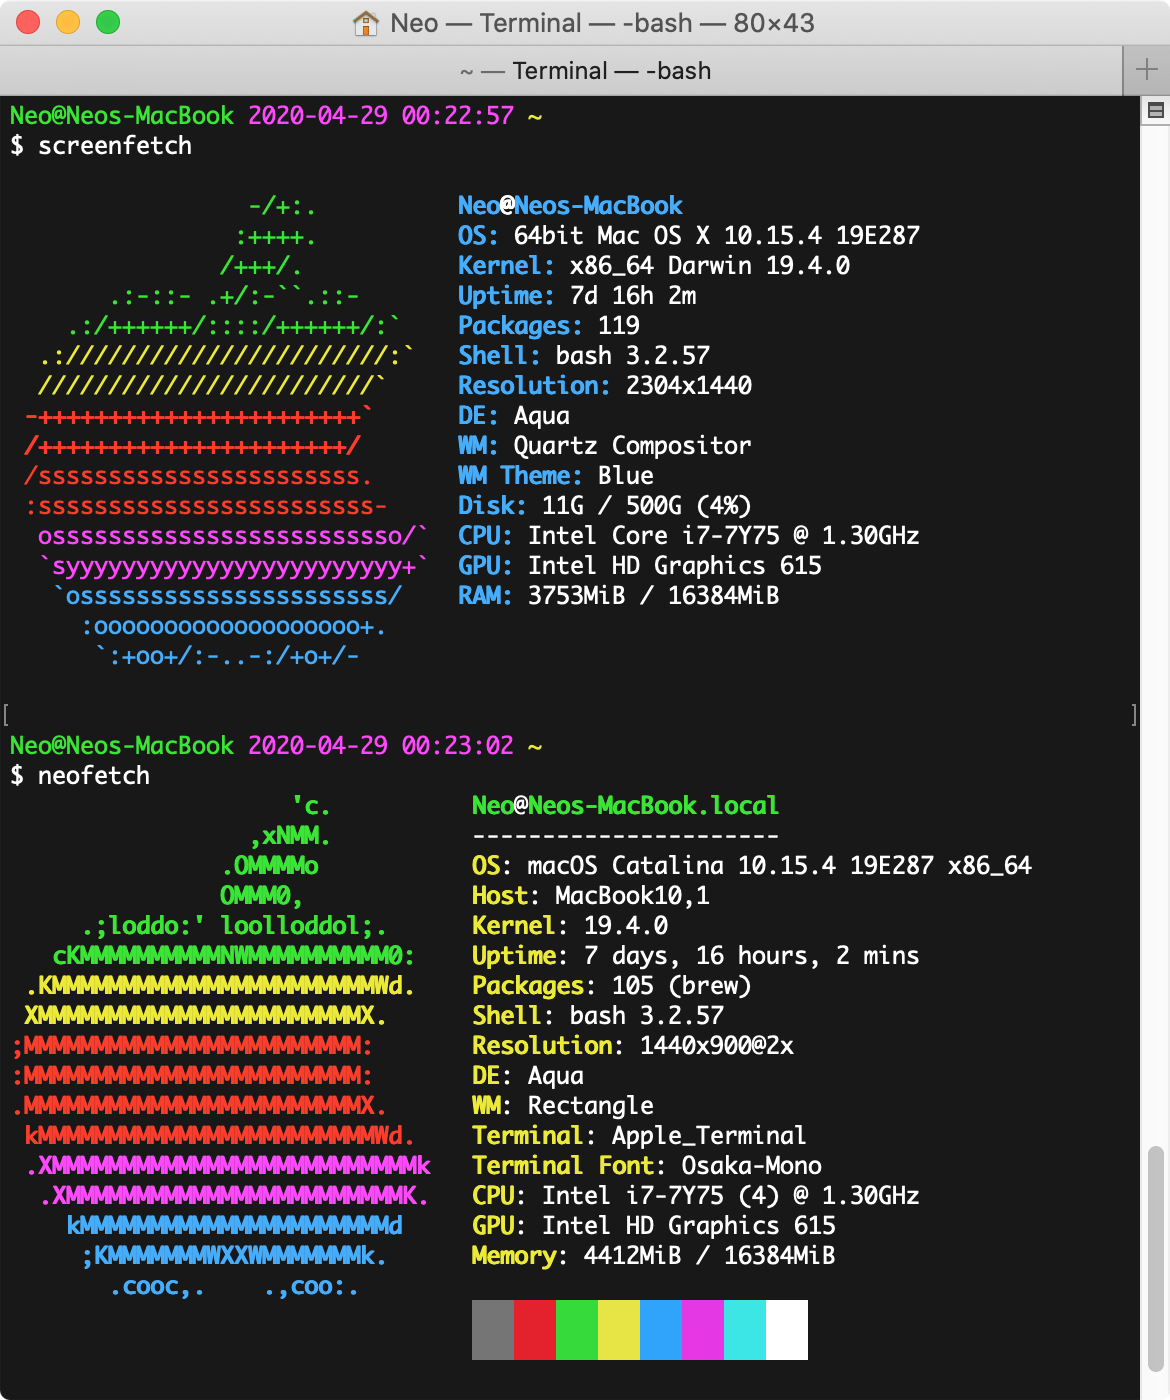 Neo — Terminal — -bash — 80×43
~ — Terminal — -bash
Neo@Neos-MacBook 2020-04-29 00:22:57 ~
$ screenfetch
-/+:. Neo@Neos-MacBook
:++++. OS: 64bit Mac OS X 10.15.4 19E287
/+++/. Kernel: x86_64 Darwin 19.4.0
.:-::- .+/:-``.::- Uptime: 7d 16h 2m
.:/++++++/::::/++++++/:` Packages: 119
.:///////////////////////:` Shell: bash 3.2.57
////////////////////////` Resolution: 2304x1440
-+++++++++++++++++++++++` DE: Aqua
/++++++++++++++++++++++/ WM: Quartz Compositor
/sssssssssssssssssssssss. WM Theme: Blue
:ssssssssssssssssssssssss- Disk: 11G / 500G (4%)
osssssssssssssssssssssssso/` CPU: Intel Core i7-7Y75 @ 1.30GHz
`syyyyyyyyyyyyyyyyyyyyyyyy+` GPU: Intel HD Graphics 615
`ossssssssssssssssssssss/ RAM: 3753MiB / 16384MiB
:ooooooooooooooooooo+.
`:+oo+/:-..-:/+o+/-
[ ]
Neo@Neos-MacBook 2020-04-29 00:23:02 ~
$ neofetch
'c. Neo@Neos-MacBook.local
,xNMM. ----------------------
.OMMMMo OS: macOS Catalina 10.15.4 19E287 x86_64
OMMM0, Host: MacBook10,1
.;loddo:' loolloddol;. Kernel: 19.4.0
cKMMMMMMMMMMNWMMMMMMMMMM0: Uptime: 7 days, 16 hours, 2 mins
.KMMMMMMMMMMMMMMMMMMMMMMMWd. Packages: 105 (brew)
XMMMMMMMMMMMMMMMMMMMMMMMX. Shell: bash 3.2.57
;MMMMMMMMMMMMMMMMMMMMMMMM: Resolution: 1440x900@2x
:MMMMMMMMMMMMMMMMMMMMMMMM: DE: Aqua
.MMMMMMMMMMMMMMMMMMMMMMMMX. WM: Rectangle
kMMMMMMMMMMMMMMMMMMMMMMMMWd. Terminal: Apple_Terminal
.XMMMMMMMMMMMMMMMMMMMMMMMMMMk Terminal Font: Osaka-Mono
.XMMMMMMMMMMMMMMMMMMMMMMMMK. CPU: Intel i7-7Y75 (4) @ 1.30GHz
kMMMMMMMMMMMMMMMMMMMMMMd GPU: Intel HD Graphics 615
;KMMMMMMMWXXWMMMMMMMk. Memory: 4412MiB / 16384MiB
.cooc,. .,coo:.